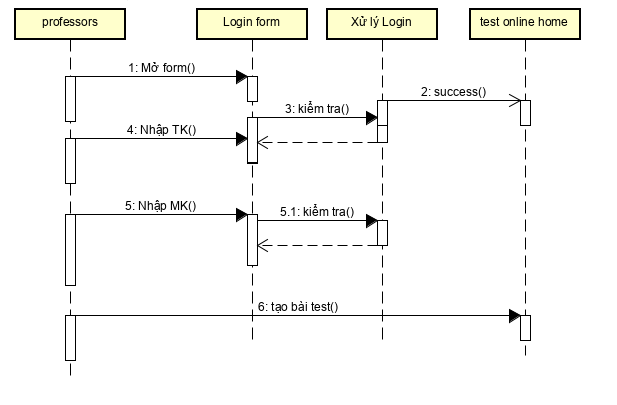 professors
Login form
Xử lý Login
test online home
1: Mở form()
2: success()
3: kiểm tra()
4: Nhập TK()
5: Nhập MK()
5.1: kiểm tra()
6: tạo bài test()